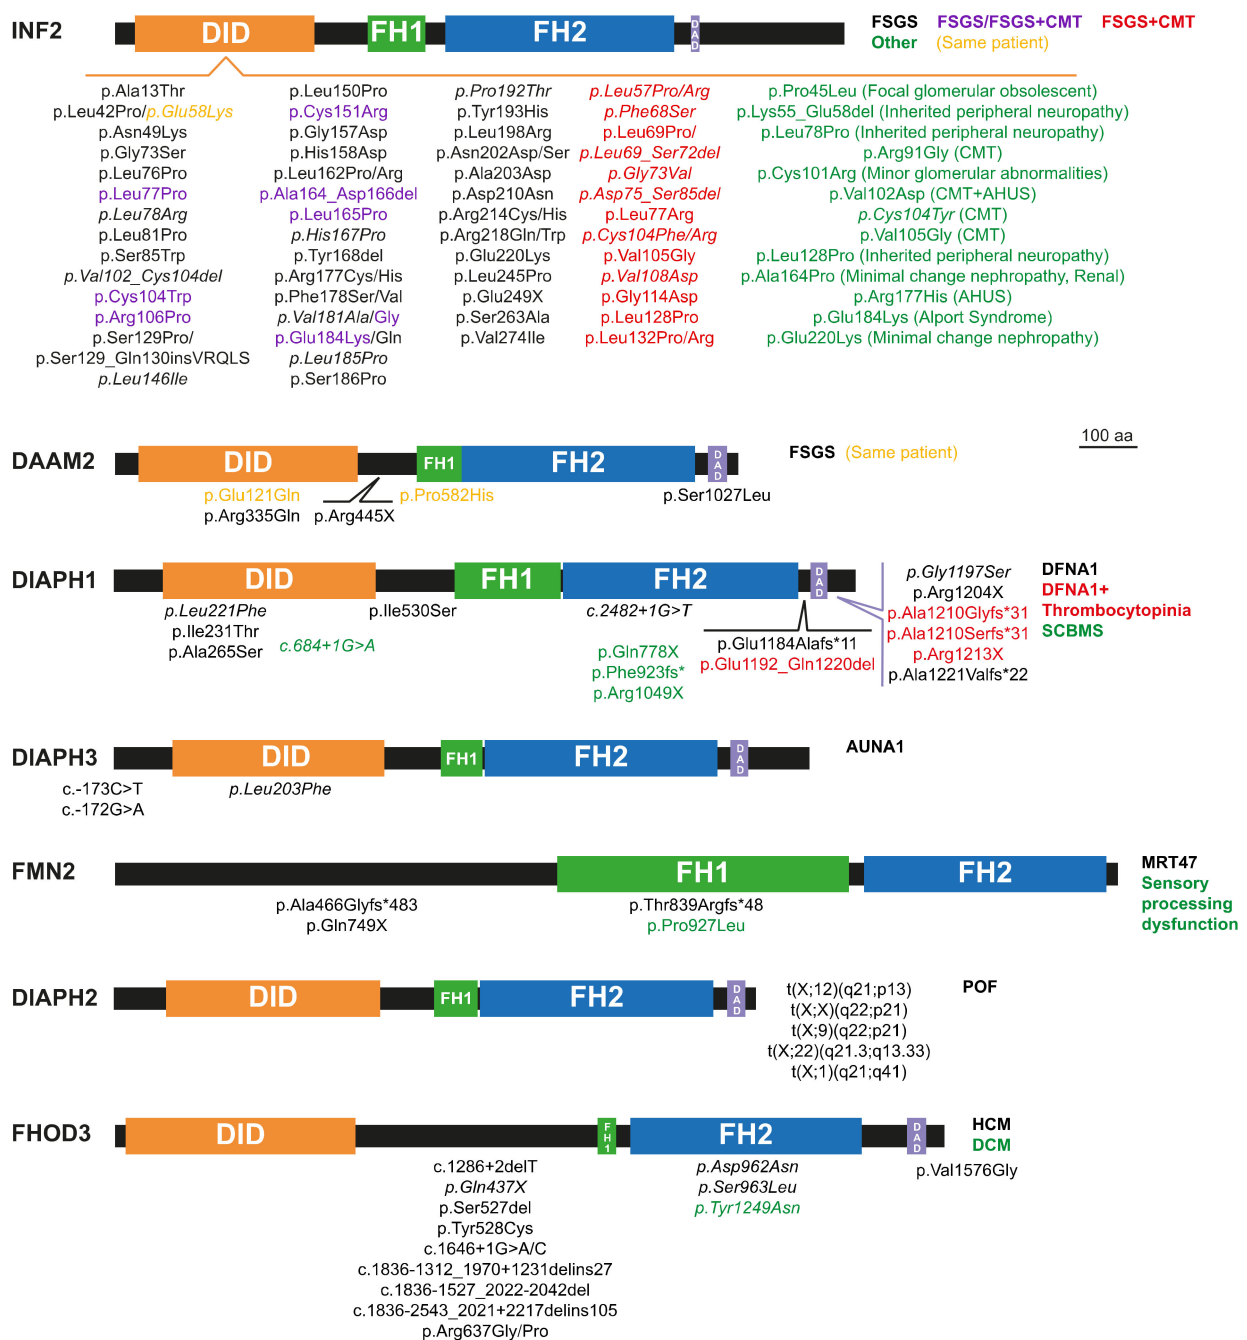 INF2 DID FH1 FH2 DAD FSGS FSGS/FSGS+CMT FSGS+CMT
Other (Same patient)
p.Ala13Thr p.Leu150Pro p.Pro192Thr p.Leu57Pro/Arg p.Pro45Leu (Focal glomerular obsolescent)
p.Leu42Pro/p.Glu58Lys p.Cys151Arg p.Tyr193His p.Phe68Ser p.Lys55_Glu58del (Inherited peripheral neuropathy)
p.Asn49Lys p.Gly157Asp p.Leu198Arg p.Leu69Pro/ p.Leu78Pro (Inherited peripheral neuropathy)
p.Gly73Ser p.His158Asp p.Asn202Asp/Ser p.Leu69_Ser72del p.Arg91Gly (CMT)
p.Leu76Pro p.Leu162Pro/Arg p.Ala203Asp p.Gly73Val p.Cys101Arg (Minor glomerular abnormalities)
p.Leu77Pro p.Ala164_Asp166del p.Asp210Asn p.Asp75_Ser85del p.Val102Asp (CMT+AHUS)
p.Leu78Arg p.Leu165Pro p.Arg214Cys/His p.Leu77Arg p.Cys104Tyr (CMT)
p.Leu81Pro p.His167Pro p.Arg218Gln/Trp p.Cys104Phe/Arg p.Val105Gly (CMT)
p.Ser85Trp p.Tyr168del p.Glu220Lys p.Val105Gly p.Leu128Pro (Inherited peripheral neuropathy)
p.Val102_Cys104del p.Arg177Cys/His p.Leu245Pro p.Val108Asp p.Ala164Pro (Minimal change nephropathy, Renal)
p.Cys104Trp p.Phe178Ser/Val p.Glu249X p.Gly114Asp p.Arg177His (AHUS)
p.Arg106Pro p.Val181Ala/Gly p.Ser263Ala p.Leu128Pro p.Glu184Lys (Alport Syndrome)
p.Ser129Pro/ p.Glu184Lys/Gln p.Val274Ile p.Leu132Pro/Arg p.Glu220Lys (Minimal change nephropathy)
p.Ser129_Gln130insVRQLS p.Leu185Pro
p.Leu146Ile p.Ser186Pro
100 aa
DAAM2 DID FH1 FH2 DAD FSGS (Same patient)
p.Glu121Gln p.Pro582His p.Ser1027Leu
p.Arg335Gln p.Arg445X
DIAPH1 DID FH1 FH2 DAD p.Gly1197Ser DFNA1
p.Arg1204X DFNA1+
p.Leu221Phe p.Ile530Ser c.2482+1G>T p.Ala1210Glyfs*31 Thrombocytopinia
p.Ile231Thr p.Ala1210Serfs*31 SCBMS
p.Ala265Ser c.684+1G>A p.Gln778X p.Glu1184Alafs*11 p.Arg1213X
p.Phe923fs* p.Glu1192_Gln1220del p.Ala1221Valfs*22
p.Arg1049X
DIAPH3 DID FH1 FH2 DAD AUNA1
c.-173C>T p.Leu203Phe
c.-172G>A
FMN2 FH1 FH2 MRT47
Sensory
processing
dysfunction
p.Ala466Glyfs*483 p.Thr839Argfs*48
p.Gln749X p.Pro927Leu
DIAPH2 DID FH1 FH2 DAD t(X;12)(q21;p13) POF
t(X;X)(q22;p21)
t(X;9)(q22;p21)
t(X;22)(q21.3;q13.33)
t(X;1)(q21;q41)
FHOD3 DID FH1 FH2 DAD HCM
DCM
c.1286+2delT p.Asp962Asn p.Val1576Gly
p.Gln437X p.Ser963Leu
p.Ser527del p.Tyr1249Asn
p.Tyr528Cys
c.1646+1G>A/C
c.1836-1312_1970+1231delins27
c.1836-1527_2022-2042del
c.1836-2543_2021+2217delins105
p.Arg637Gly/Pro